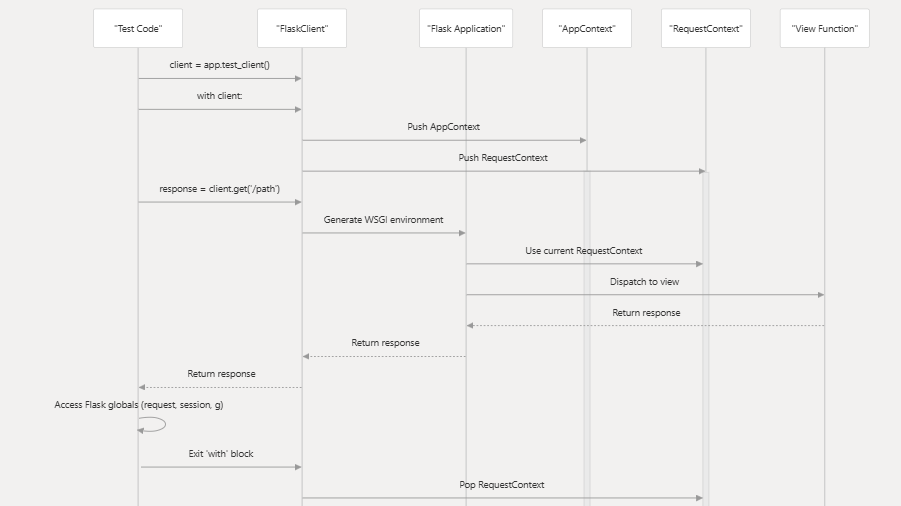 "Test Code"
"FlaskClient"
"Flask Application"
"AppContext"
"RequestContext"
"View Function"
client = app.test_client()
with client:
Push AppContext
Push RequestContext
response = client.get('/path')
Generate WSGI environment
Use current RequestContext
Dispatch to view
Return response
Return response
Return response
Access Flask globals (request, session, g)
Exit 'with' block
Pop RequestContext